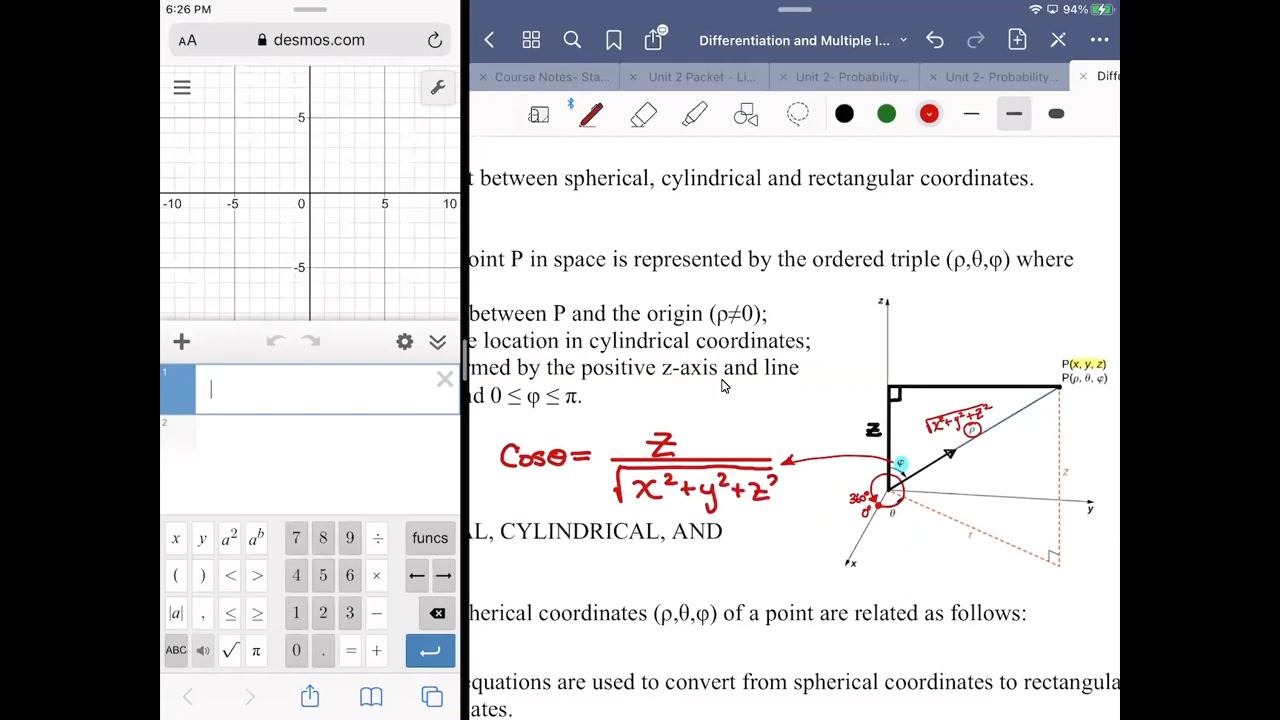 6:26 PM
94%
AA desmos.com
Differentiation and Multiple I...
Course Notes- Sta...
Unit 2 Packet - Li...
Unit 2- Probability...
Unit 2- Probability...
Diffe
5
-10 -5 0 5 10
-5
1
2
x y a² aᵇ 7 8 9 ÷ funcs
( ) < > 4 5 6 × ← →
|a| , ≤ ≥ 1 2 3 −
ABC √ π 0 . = +
t between spherical, cylindrical and rectangular coordinates.
oint P in space is represented by the ordered triple (ρ,θ,φ) where
between P and the origin (ρ≠0);
e location in cylindrical coordinates;
rmed by the positive z-axis and line
nd 0 ≤ φ ≤ π.
Cosθ = z / √x²+y²+z²
z
P(x, y, z)
P(ρ, θ, φ)
√x²+y²+z²
ρ
z
φ
z
360°
0°
θ
r
y
x
AL, CYLINDRICAL, AND
herical coordinates (ρ,θ,φ) of a point are related as follows:
equations are used to convert from spherical coordinates to rectangula
ates.